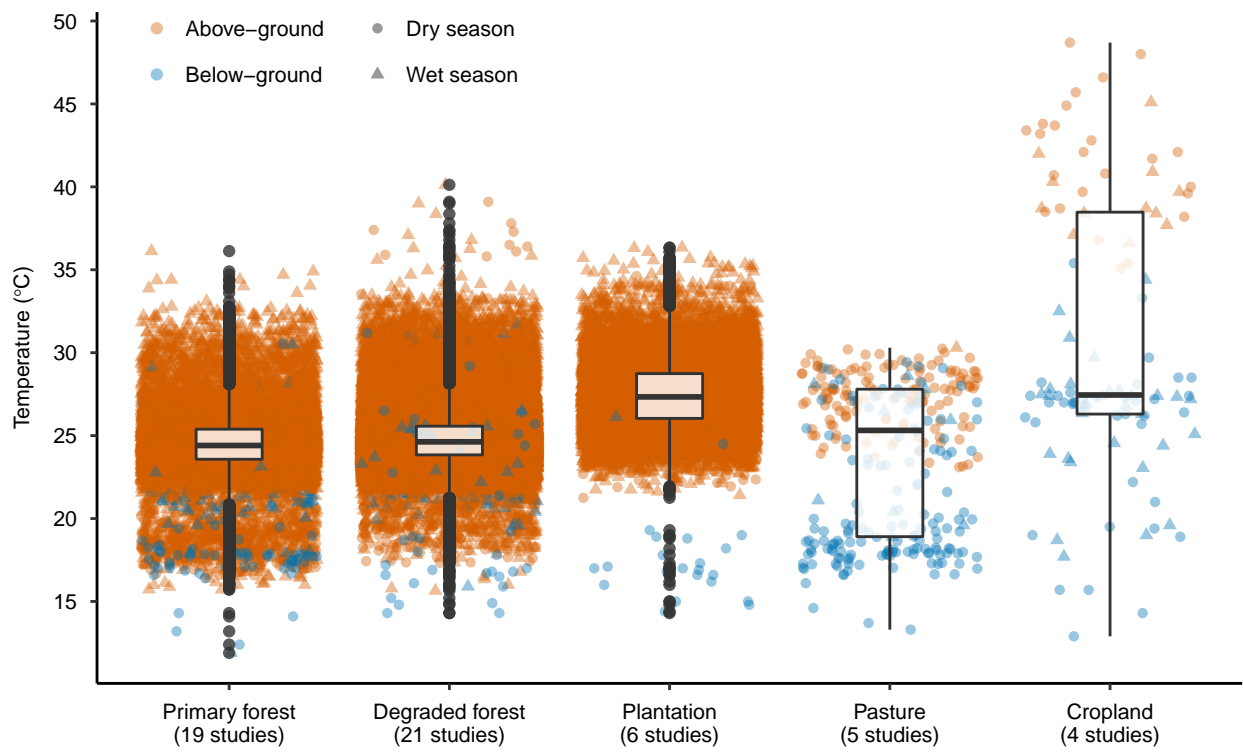 50
45
40
35
30
25
20
15
Temperature (°C)
Above−ground
Below−ground
Dry season
Wet season
Primary forest
(19 studies)
Degraded forest
(21 studies)
Plantation
(6 studies)
Pasture
(5 studies)
Cropland
(4 studies)